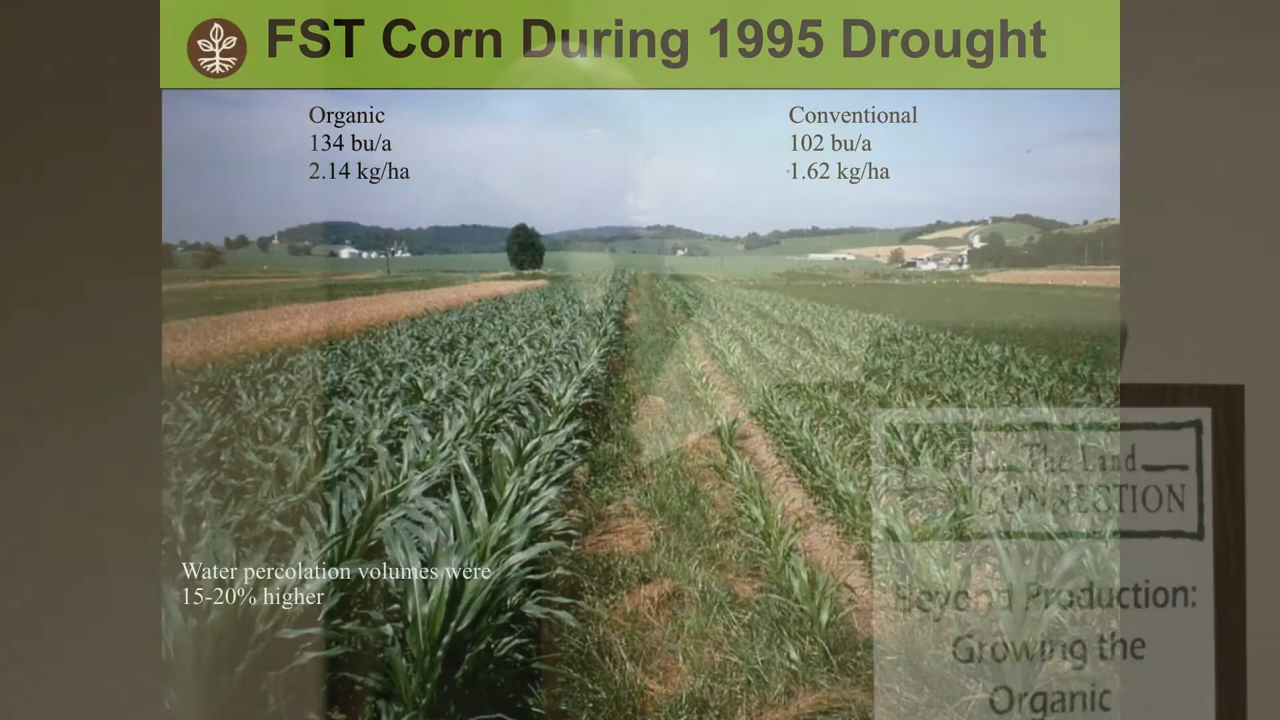 FST Corn During 1995 Drought
Organic
134 bu/a
2.14 kg/ha
Conventional
102 bu/a
1.62 kg/ha
Water percolation volumes were
15-20% higher
The Land
CONNECTION
Beyond Production:
Growing the
Organic